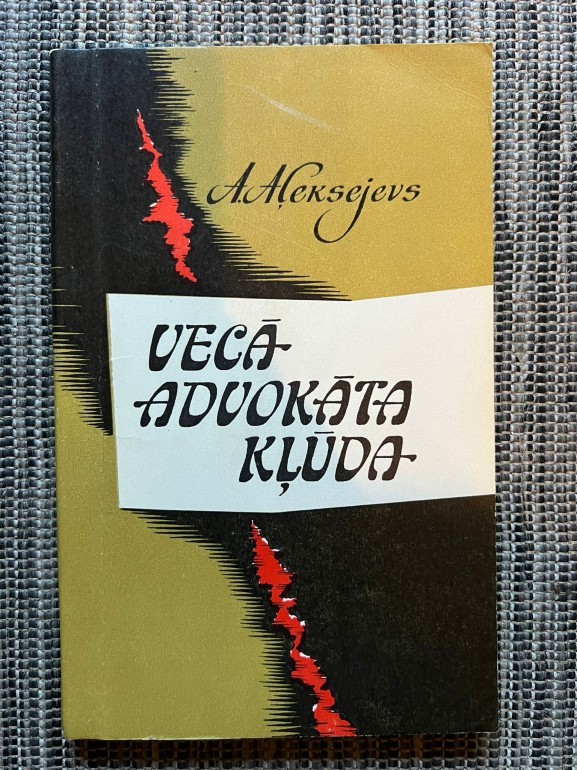 A. Aļeksejevs
VECĀ
ADVOKĀTA
KĻŪDA